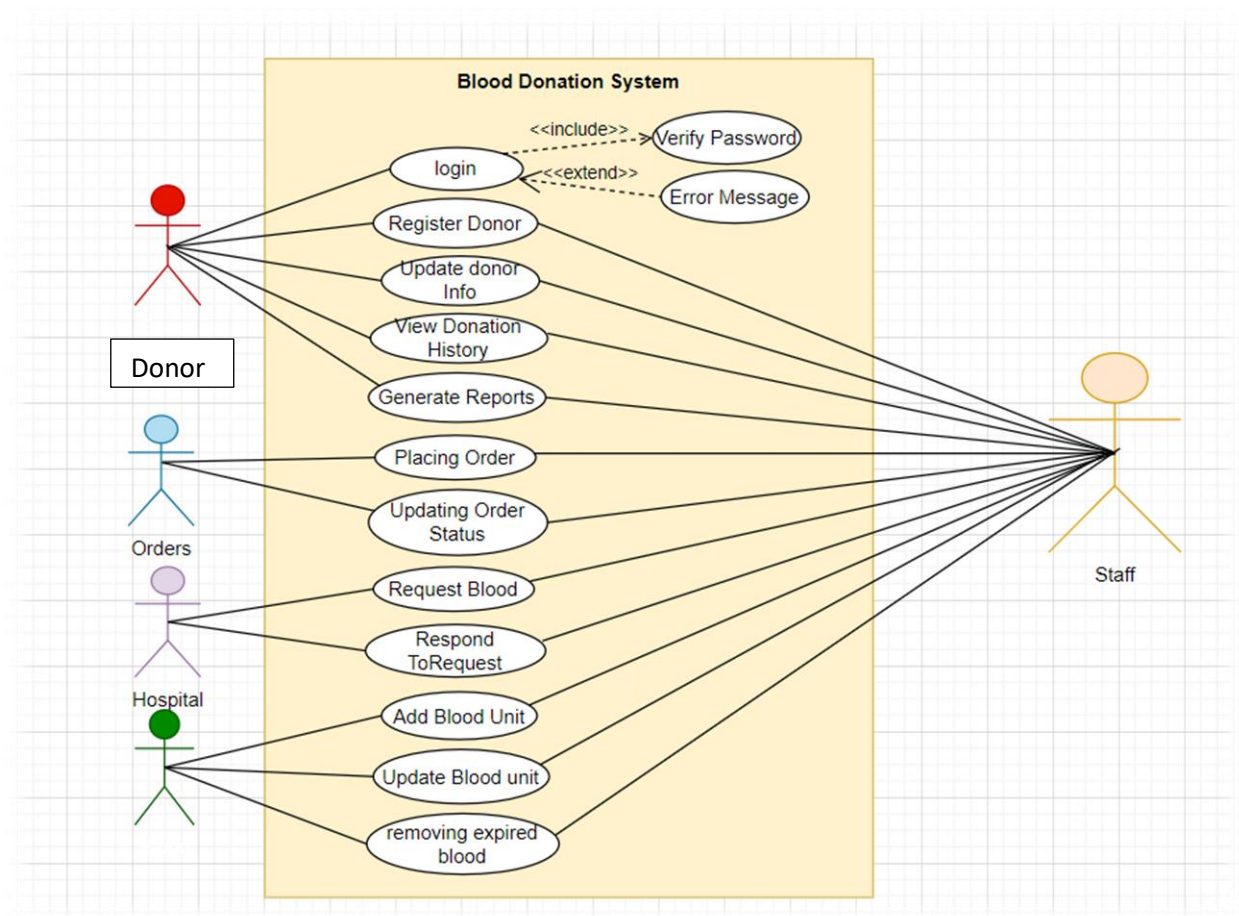 Blood Donation System
<<include>>
Verify Password
login
<<extend>>
Error Message
Register Donor
Update donor
Info
View Donation
History
Donor
Generate Reports
Placing Order
Updating Order
Status
Orders
Staff
Request Blood
Respond
ToRequest
Hospital
Add Blood Unit
Update Blood unit
removing expired
blood